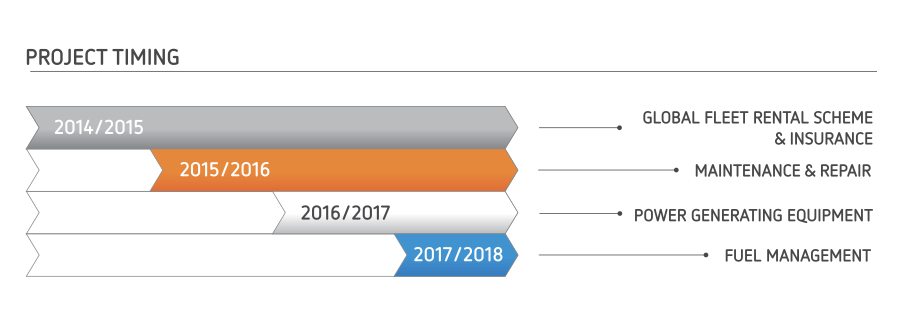 PROJECT TIMING
2014/2015
GLOBAL FLEET RENTAL SCHEME
& INSURANCE
2015/2016
MAINTENANCE & REPAIR
2016/2017
POWER GENERATING EQUIPMENT
2017/2018
FUEL MANAGEMENT